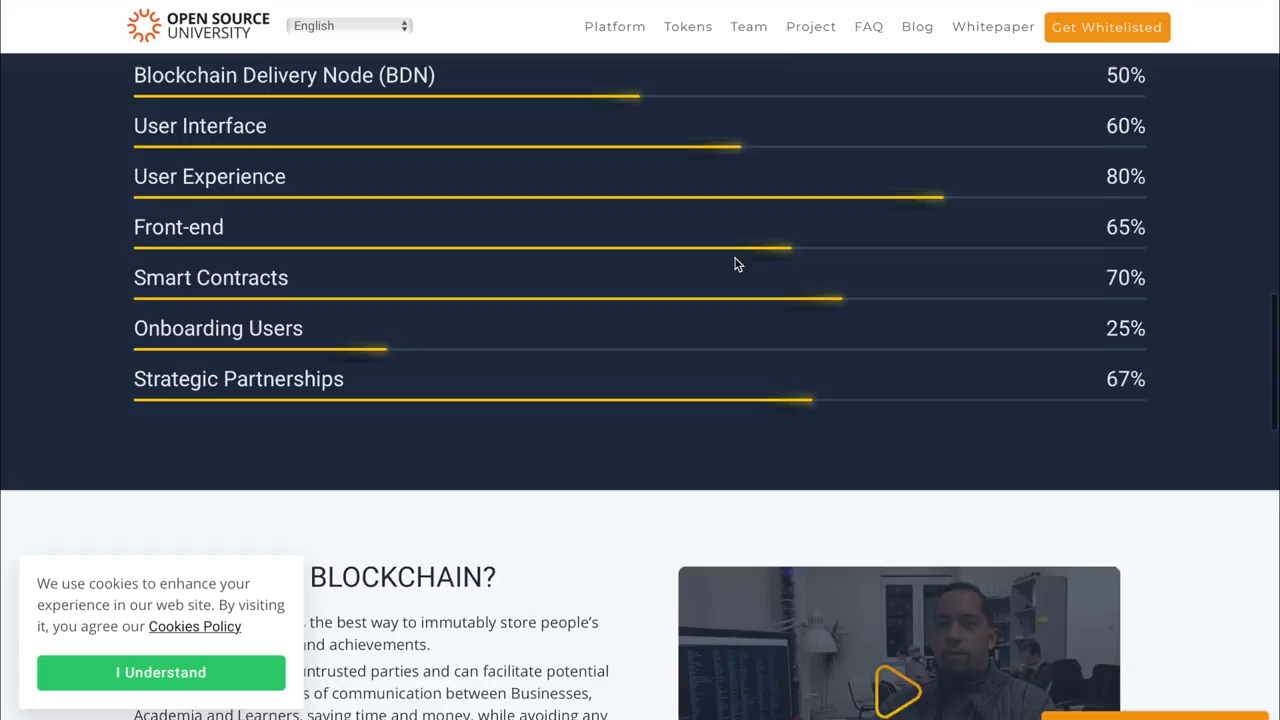 OPEN SOURCE
UNIVERSITY
English
Platform Tokens Team Project FAQ Blog Whitepaper Get Whitelisted
Blockchain Delivery Node (BDN) 50%
User Interface 60%
User Experience 80%
Front-end 65%
Smart Contracts 70%
Onboarding Users 25%
Strategic Partnerships 67%
BLOCKCHAIN?
the best way to immutably store people's
and achievements.
untrusted parties and can facilitate potential
of communication between Businesses,
Academia and Learners, saving time and money, while avoiding any
We use cookies to enhance your
experience in our web site. By visiting
it, you agree our Cookies Policy
I Understand